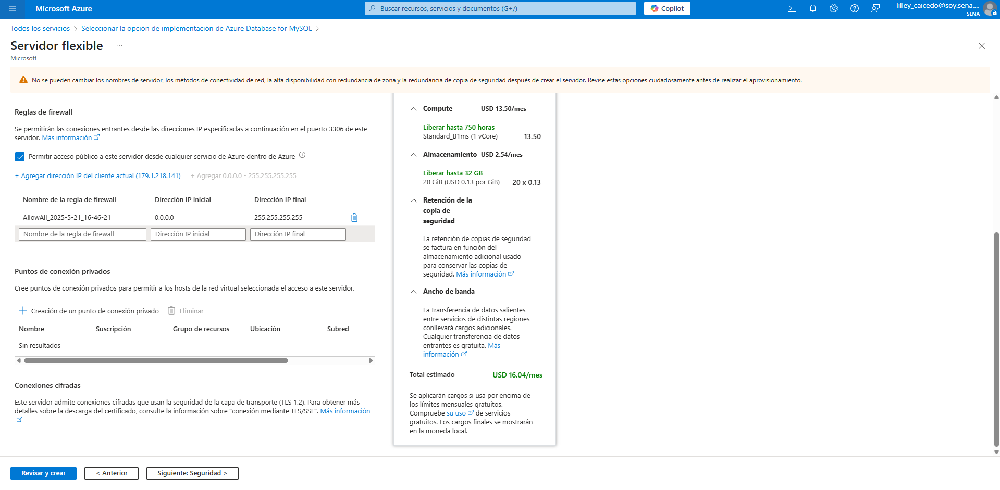 Microsoft Azure
Buscar recursos, servicios y documentos (G+/)
Copilot
lilley_caicedo@soy.sena....
SENA
Todos los servicios > Seleccionar la opción de implementación de Azure Database for MySQL >
Servidor flexible ...
Microsoft
No se pueden cambiar los nombres de servidor, los métodos de conectividad de red, la alta disponibilidad con redundancia de zona y la redundancia de copia de seguridad después de crear el servidor. Revise estas opciones cuidadosamente antes de realizar el aprovisionamiento.
Reglas de firewall
Se permitirán las conexiones entrantes desde las direcciones IP especificadas a continuación en el puerto 3306 de este
servidor. Más información
Permitir acceso público a este servidor desde cualquier servicio de Azure dentro de Azure
+ Agregar dirección IP del cliente actual (179.1.218.141) + Agregar 0.0.0.0 - 255.255.255.255
Nombre de la regla de firewall Dirección IP inicial Dirección IP final
AllowAll_2025-5-21_16-46-21 0.0.0.0 255.255.255.255
Nombre de la regla de firewall Dirección IP inicial Dirección IP final
Puntos de conexión privados
Cree puntos de conexión privados para permitir a los hosts de la red virtual seleccionada el acceso a este servidor.
Creación de un punto de conexión privado Eliminar
Nombre Suscripción Grupo de recursos Ubicación Subred
Sin resultados
Conexiones cifradas
Este servidor admite conexiones cifradas que usan la seguridad de la capa de transporte (TLS 1.2). Para obtener más
detalles sobre la descarga del certificado, consulte la información sobre "conexión mediante TLS/SSL". Más información
Compute USD 13.50/mes
Liberar hasta 750 horas
Standard_B1ms (1 vCore) 13.50
Almacenamiento USD 2.54/mes
Liberar hasta 32 GB
20 GiB (USD 0.13 por GiB) 20 x 0.13
Retención de la
copia de
seguridad
La retención de copias de seguridad
se factura en función del
almacenamiento adicional usado
para conservar las copias de
seguridad. Más información
Ancho de banda
La transferencia de datos salientes
entre servicios de distintas regiones
conllevará cargos adicionales.
Cualquier transferencia de datos
entrantes es gratuita. Más
información
Total estimado USD 16.04/mes
Se aplicarán cargos si usa por encima de
los límites mensuales gratuitos.
Compruebe su uso de servicios
gratuitos. Los cargos finales se mostrarán
en la moneda local.
Revisar y crear
< Anterior
Siguiente: Seguridad >